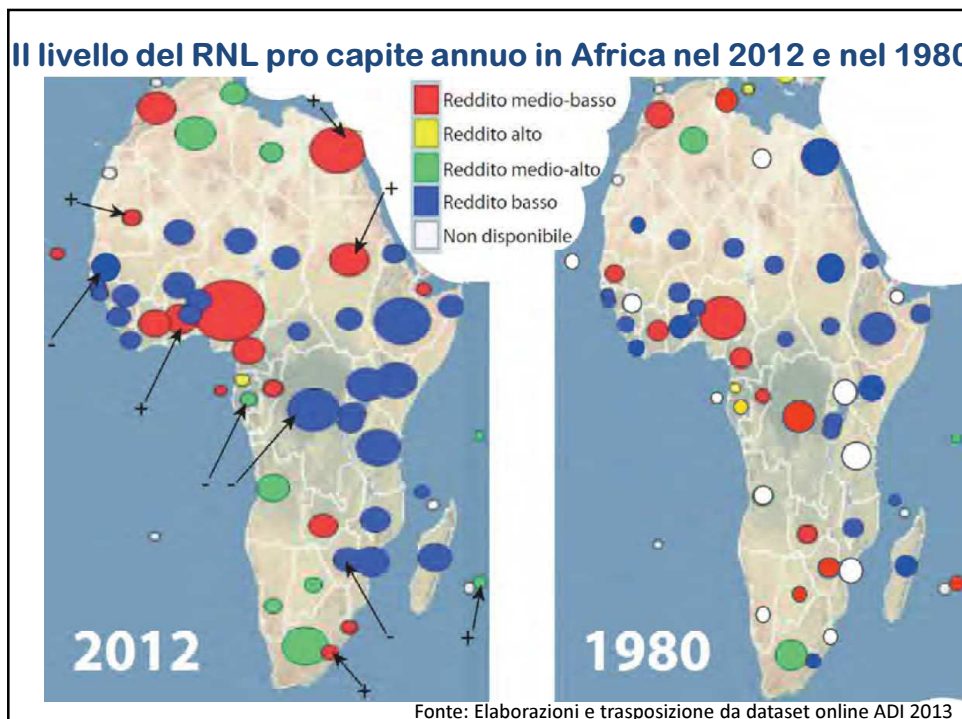 Il livello del RNL pro capite annuo in Africa nel 2012 e nel 1980
Reddito medio-basso
Reddito alto
Reddito medio-alto
Reddito basso
Non disponibile
+
+
+
-
+
-
-
-
+
+
2012
1980
Fonte: Elaborazioni e trasposizione da dataset online ADI 2013